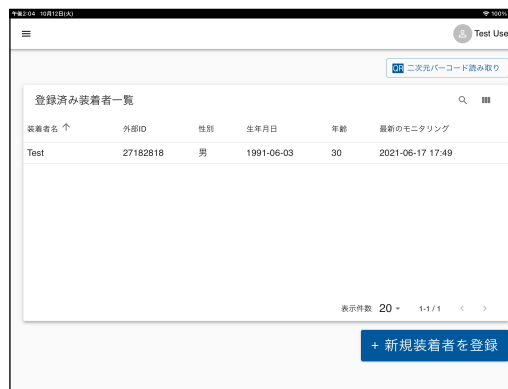 午後2:04 10月12日(火) 100%
Test Use
QR 二次元バーコード読み取り
登録済み装着者一覧
装着者名 外部ID 性別 生年月日 年齢 最新のモニタリング
Test 27182818 男 1991-06-03 30 2021-06-17 17:49
表示件数 20 1-1 / 1
+ 新規装着者を登録